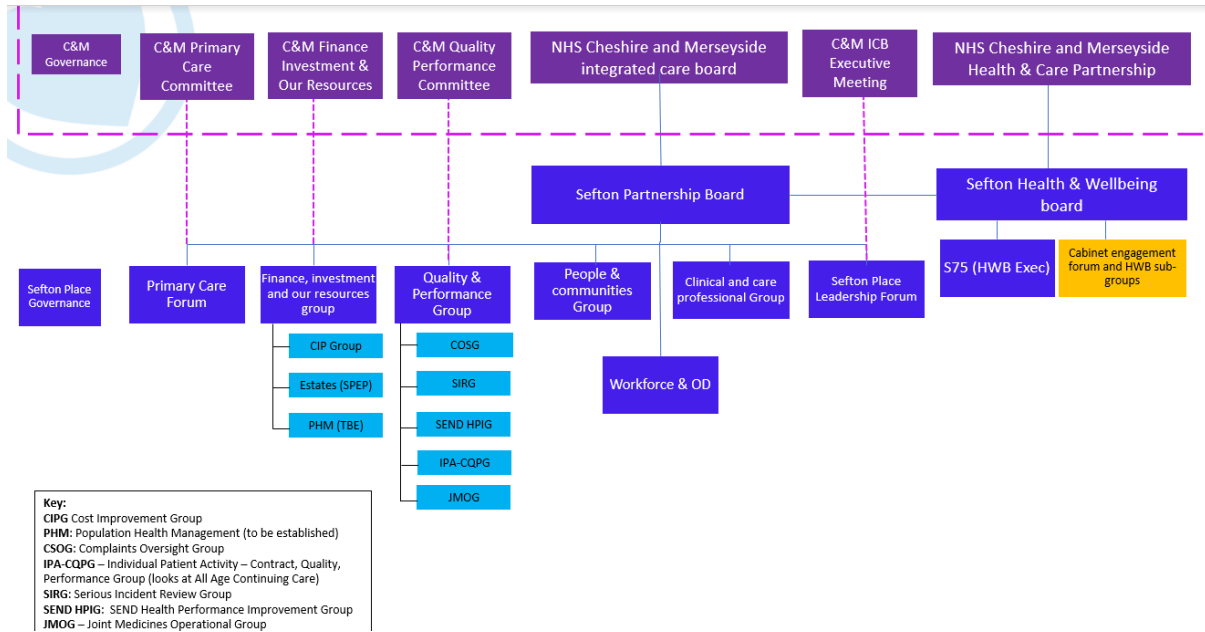 C&M
Governance
C&M Primary
Care
Committee
C&M Finance
Investment &
Our Resources
C&M Quality
Performance
Committee
NHS Cheshire and Merseyside
integrated care board
C&M ICB
Executive
Meeting
NHS Cheshire and Merseyside
Health & Care Partnership
Sefton Partnership Board
Sefton Health & Wellbeing
board
Sefton Place
Governance
Primary Care
Forum
Finance, investment
and our resources
group
Quality &
Performance
Group
People &
communities
Group
Clinical and care
professional Group
Sefton Place
Leadership Forum
S75 (HWB Exec)
Cabinet engagement
forum and HWB sub-
groups
CIP Group
Estates (SPEP)
PHM (TBE)
COSG
SIRG
SEND HPIG
IPA-CQPG
JMOG
Workforce & OD
Key:
CIPG Cost Improvement Group
PHM: Population Health Management (to be established)
CSOG: Complaints Oversight Group
IPA-CQPG – Individual Patient Activity – Contract, Quality,
Performance Group (looks at All Age Continuing Care)
SIRG: Serious Incident Review Group
SEND HPIG: SEND Health Performance Improvement Group
JMOG – Joint Medicines Operational Group